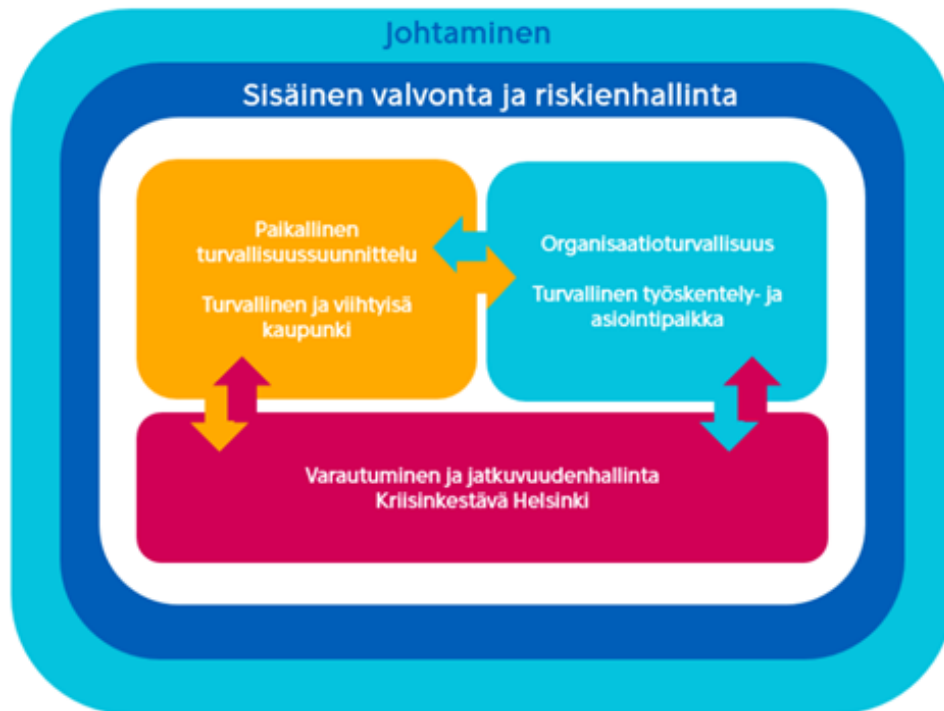 Johtaminen
Sisäinen valvonta ja riskienhallinta
Paikallinen
turvallisuussuunnittelu
Turvallinen ja viihtyisä
kaupunki
Organisaatioturvallisuus
Turvallinen työskentely- ja
asiointipaikka
Varautuminen ja jatkuvuudenhallinta
Kriisinkestävä Helsinki